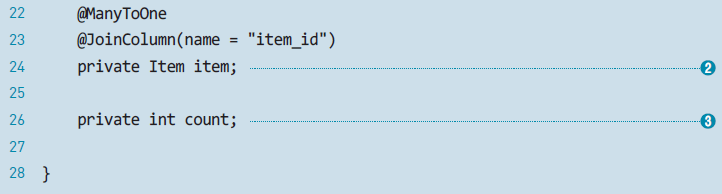 22 @ManyToOne
23 @JoinColumn(name = "item_id")
24 private Item item; 2
25
26 private int count; 3
27
28 }